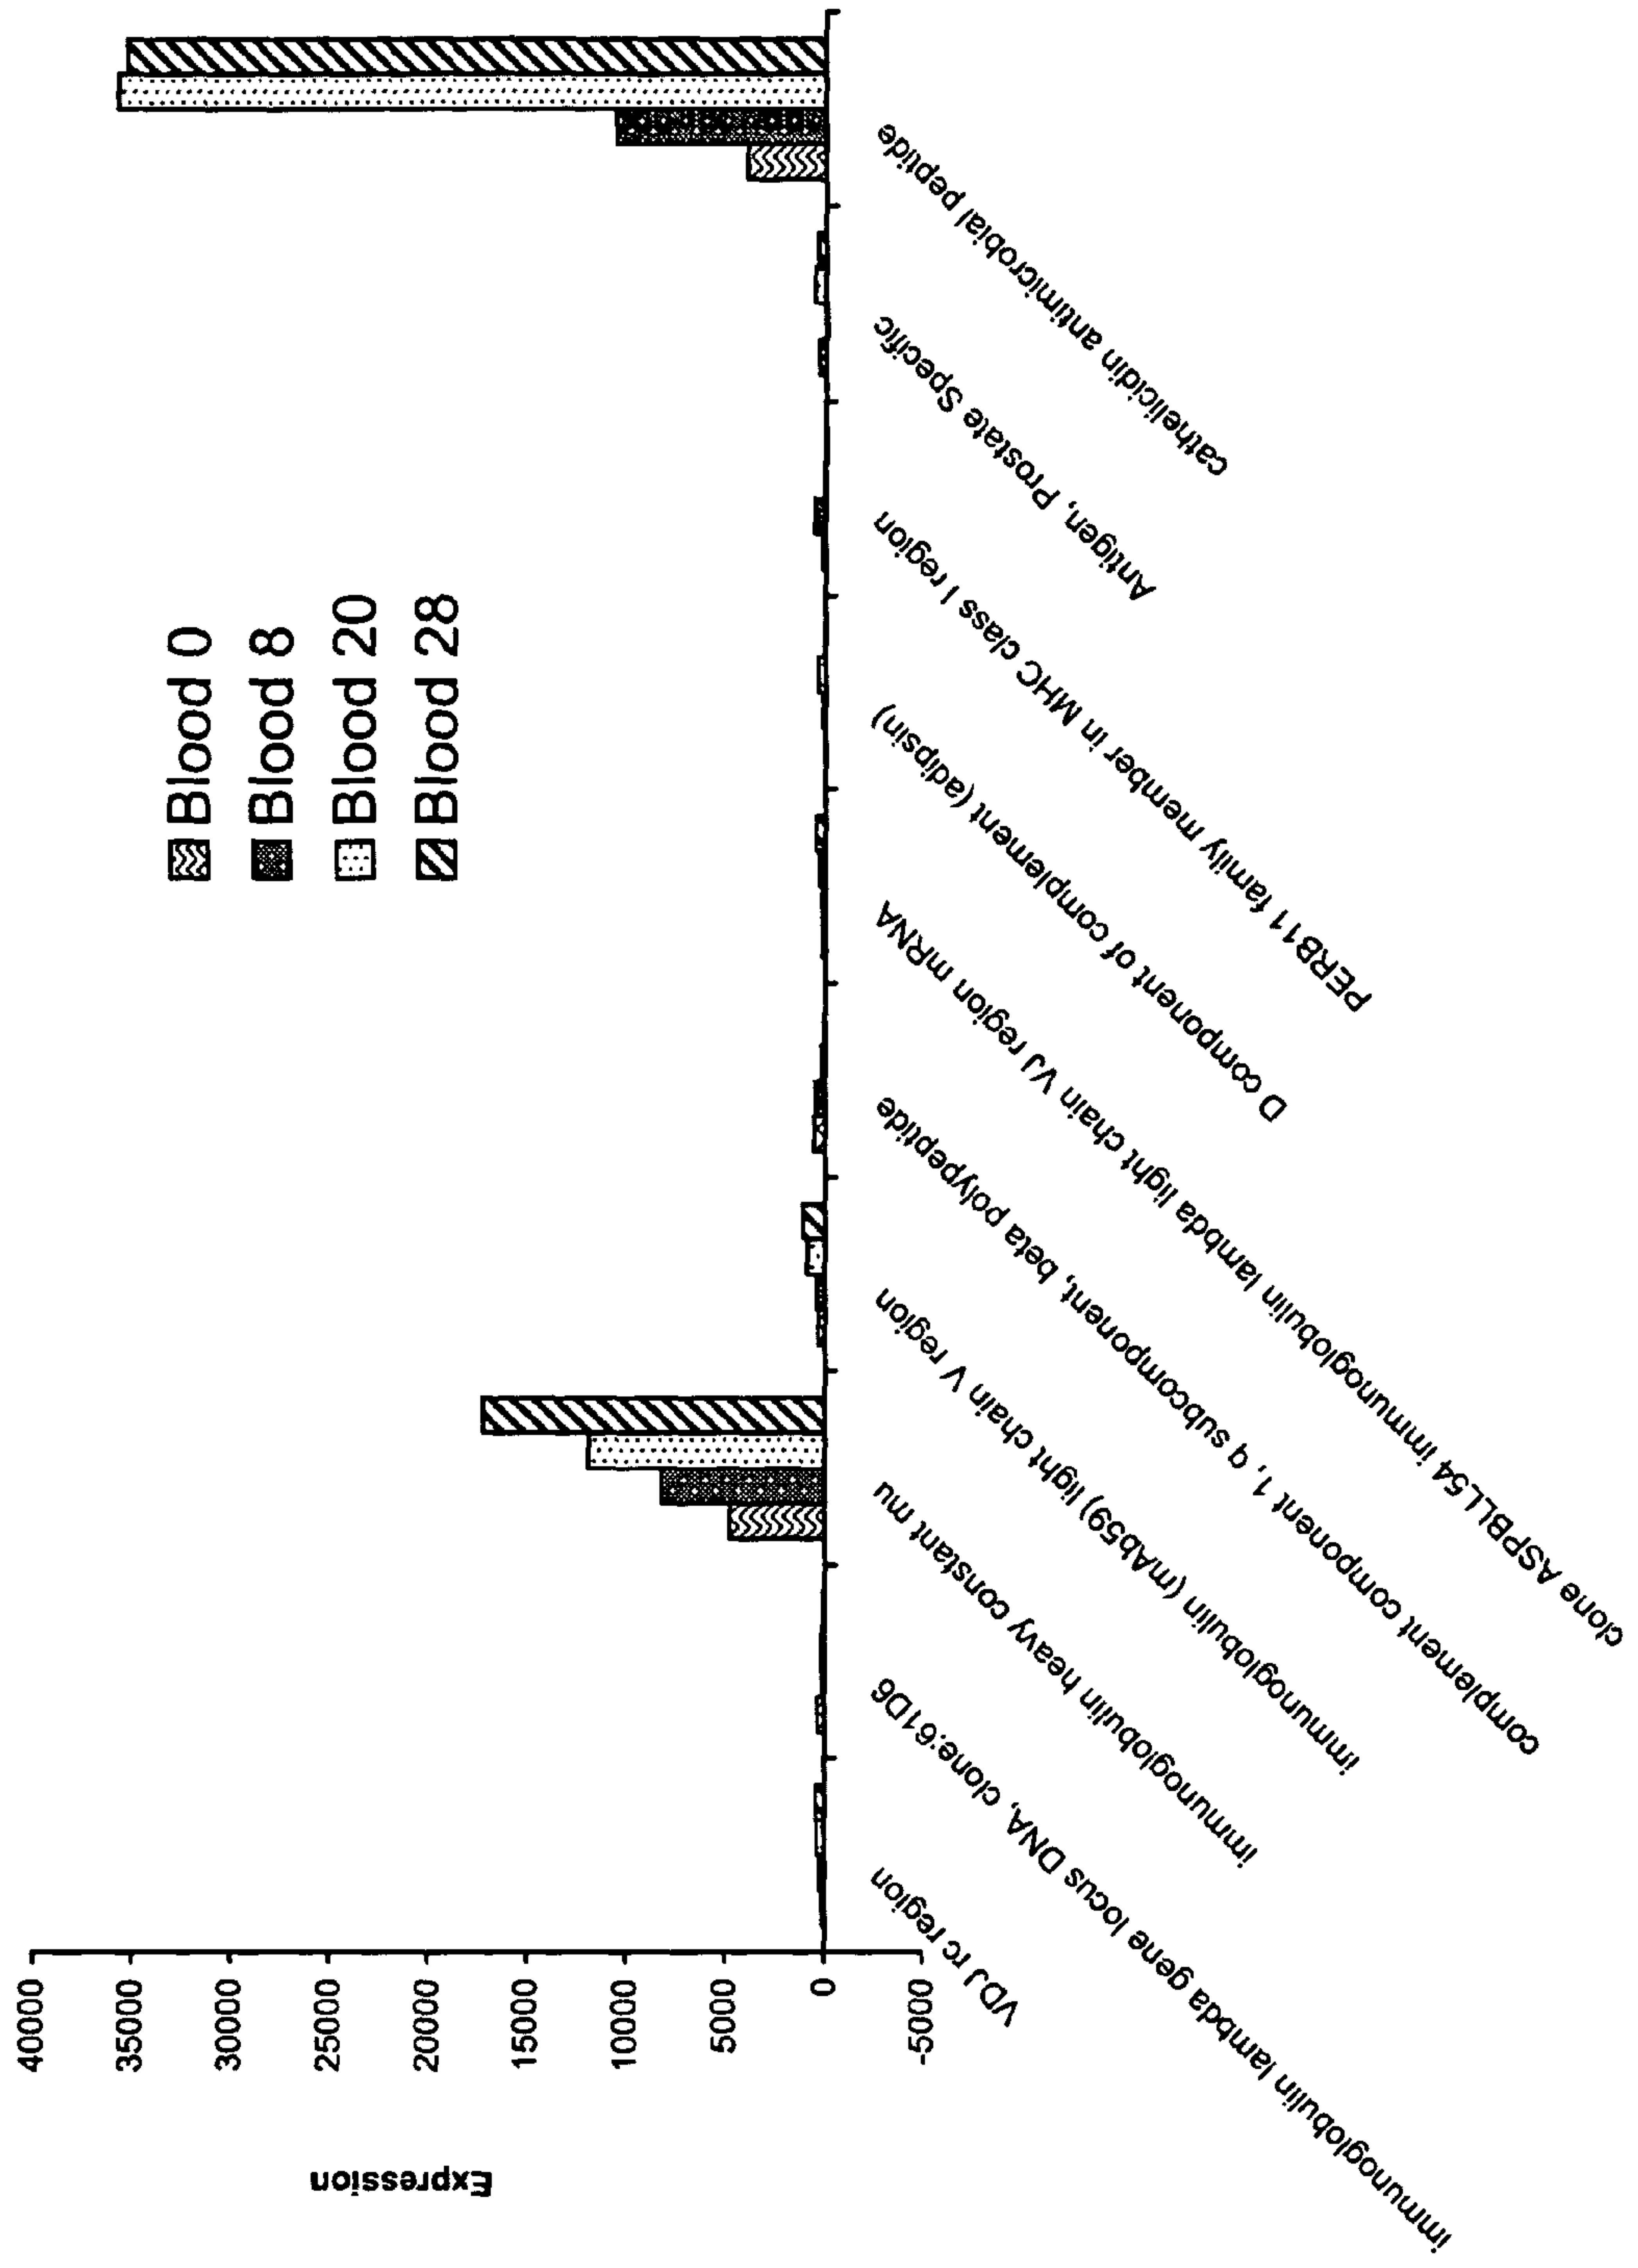 Expression
40000
35000
30000
25000
20000
15000
10000
5000
0
-5000
Blood 0
Blood 8
Blood 20
Blood 28
VDJ rc region
immunoglobulin lambda gene locus DNA, clone:61D6
immunoglobulin heavy constant mu
immunoglobulin (mAb59) light chain V region
complement component 1, q subcomponent, beta polypeptide
clone ASPBLL54 immunoglobulin lambda light chain VJ region mRNA
D component of complement (adipsin)
PERB11 family member in MHC class I region
Antigen, Prostate Specific
cathelicidin antimicrobial peptide